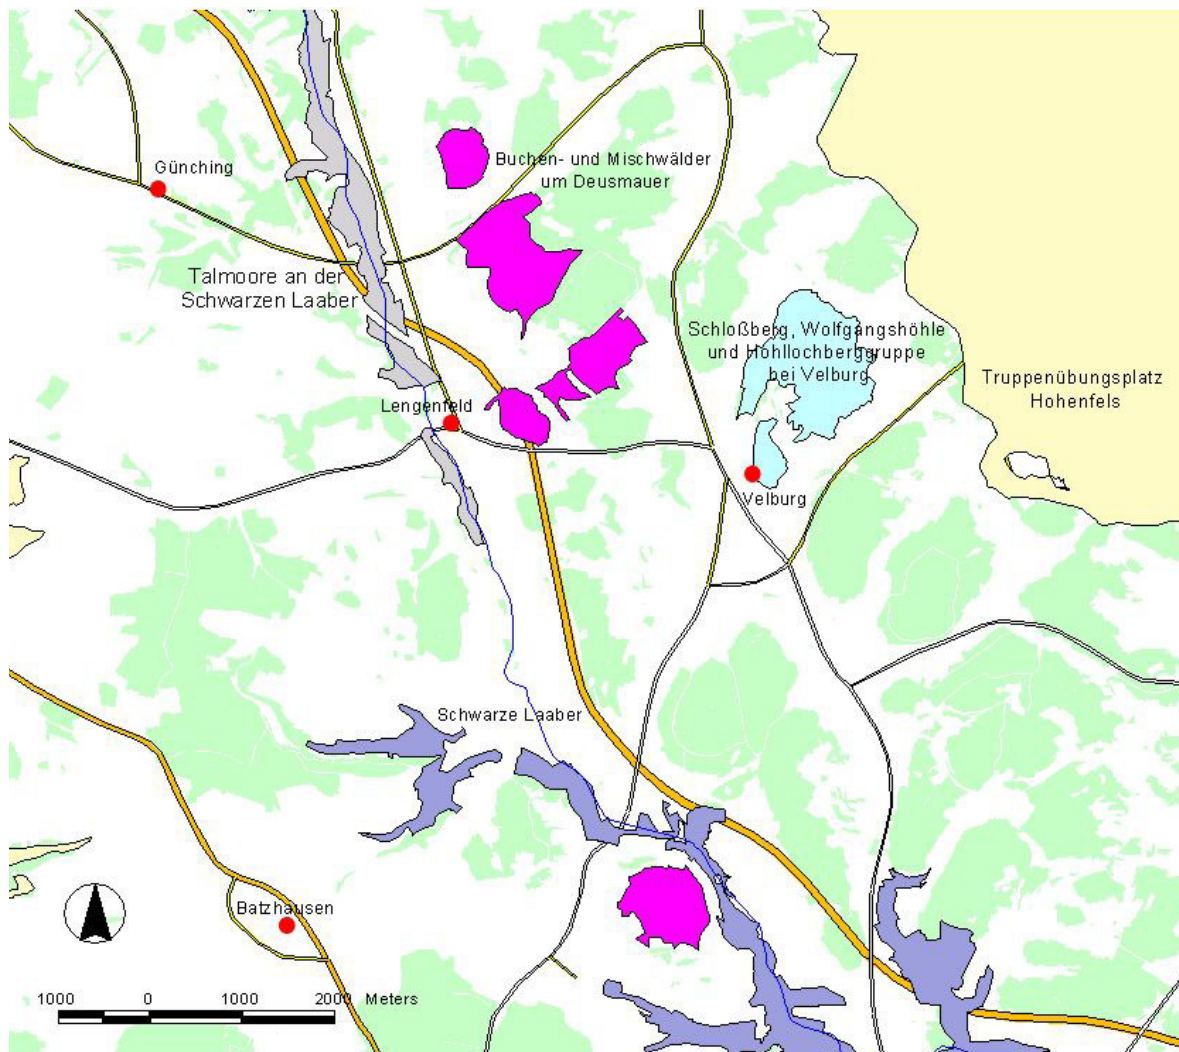 Buchen- und Mischwälder
um Deusmauer
Günching
Talmoore an der
Schwarzen Laaber
Schloßberg, Wolfgangshöhle
und Hohllochberggruppe
bei Velburg
Truppenübungsplatz
Hohenfels
Lengenfeld
Velburg
Schwarze Laaber
Batzhausen
1000 0 1000 2000 Meters